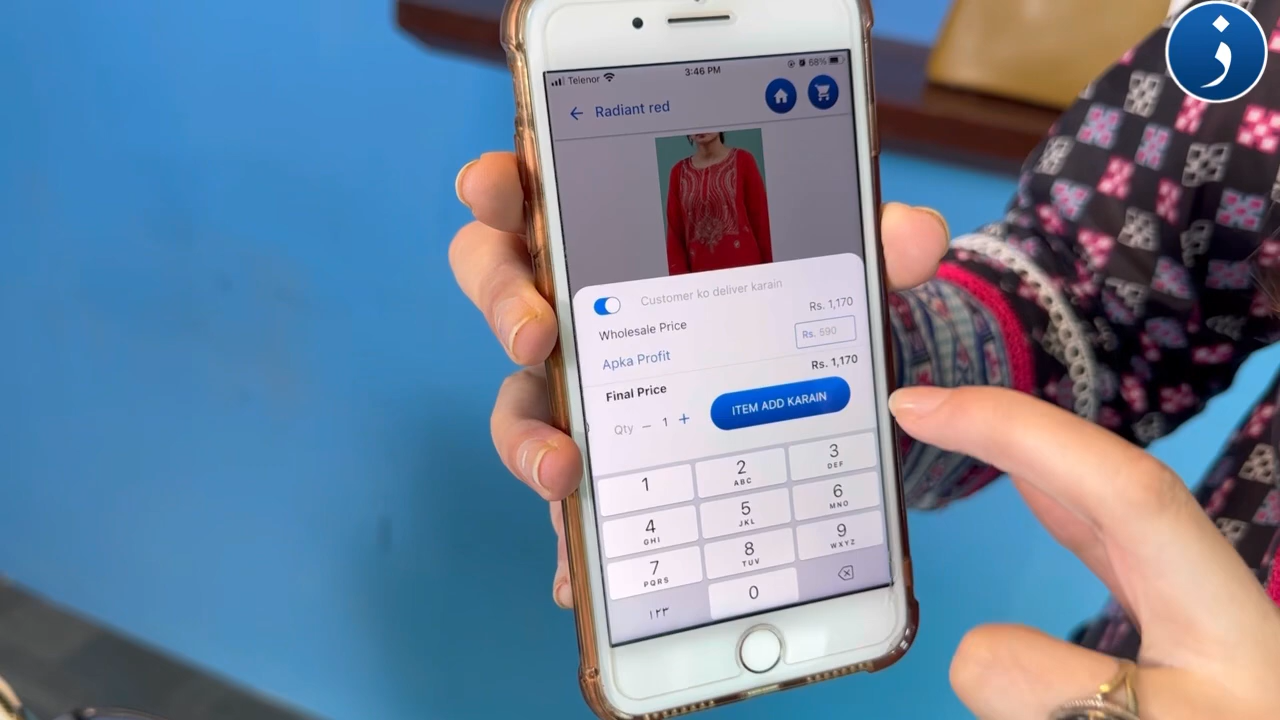 Telenor 3:46 PM 68%
Radiant red
Customer ko deliver karain
Wholesale Price Rs. 1,170
Apka Profit Rs. 590
Final Price Rs. 1,170
Qty – 1 + ITEM ADD KARAIN
1 2 ABC 3 DEF
4 GHI 5 JKL 6 MNO
7 PQRS 8 TUV 9 WXYZ
۱۲۳ 0
ز